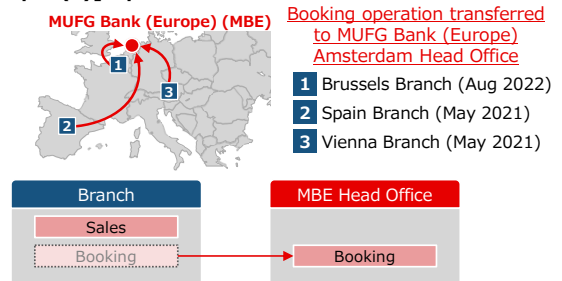 MUFG Bank (Europe) (MBE)
1
2
3
Booking operation transferred
to MUFG Bank (Europe)
Amsterdam Head Office
1 Brussels Branch (Aug 2022)
2 Spain Branch (May 2021)
3 Vienna Branch (May 2021)
Branch
Sales
Booking
MBE Head Office
Booking